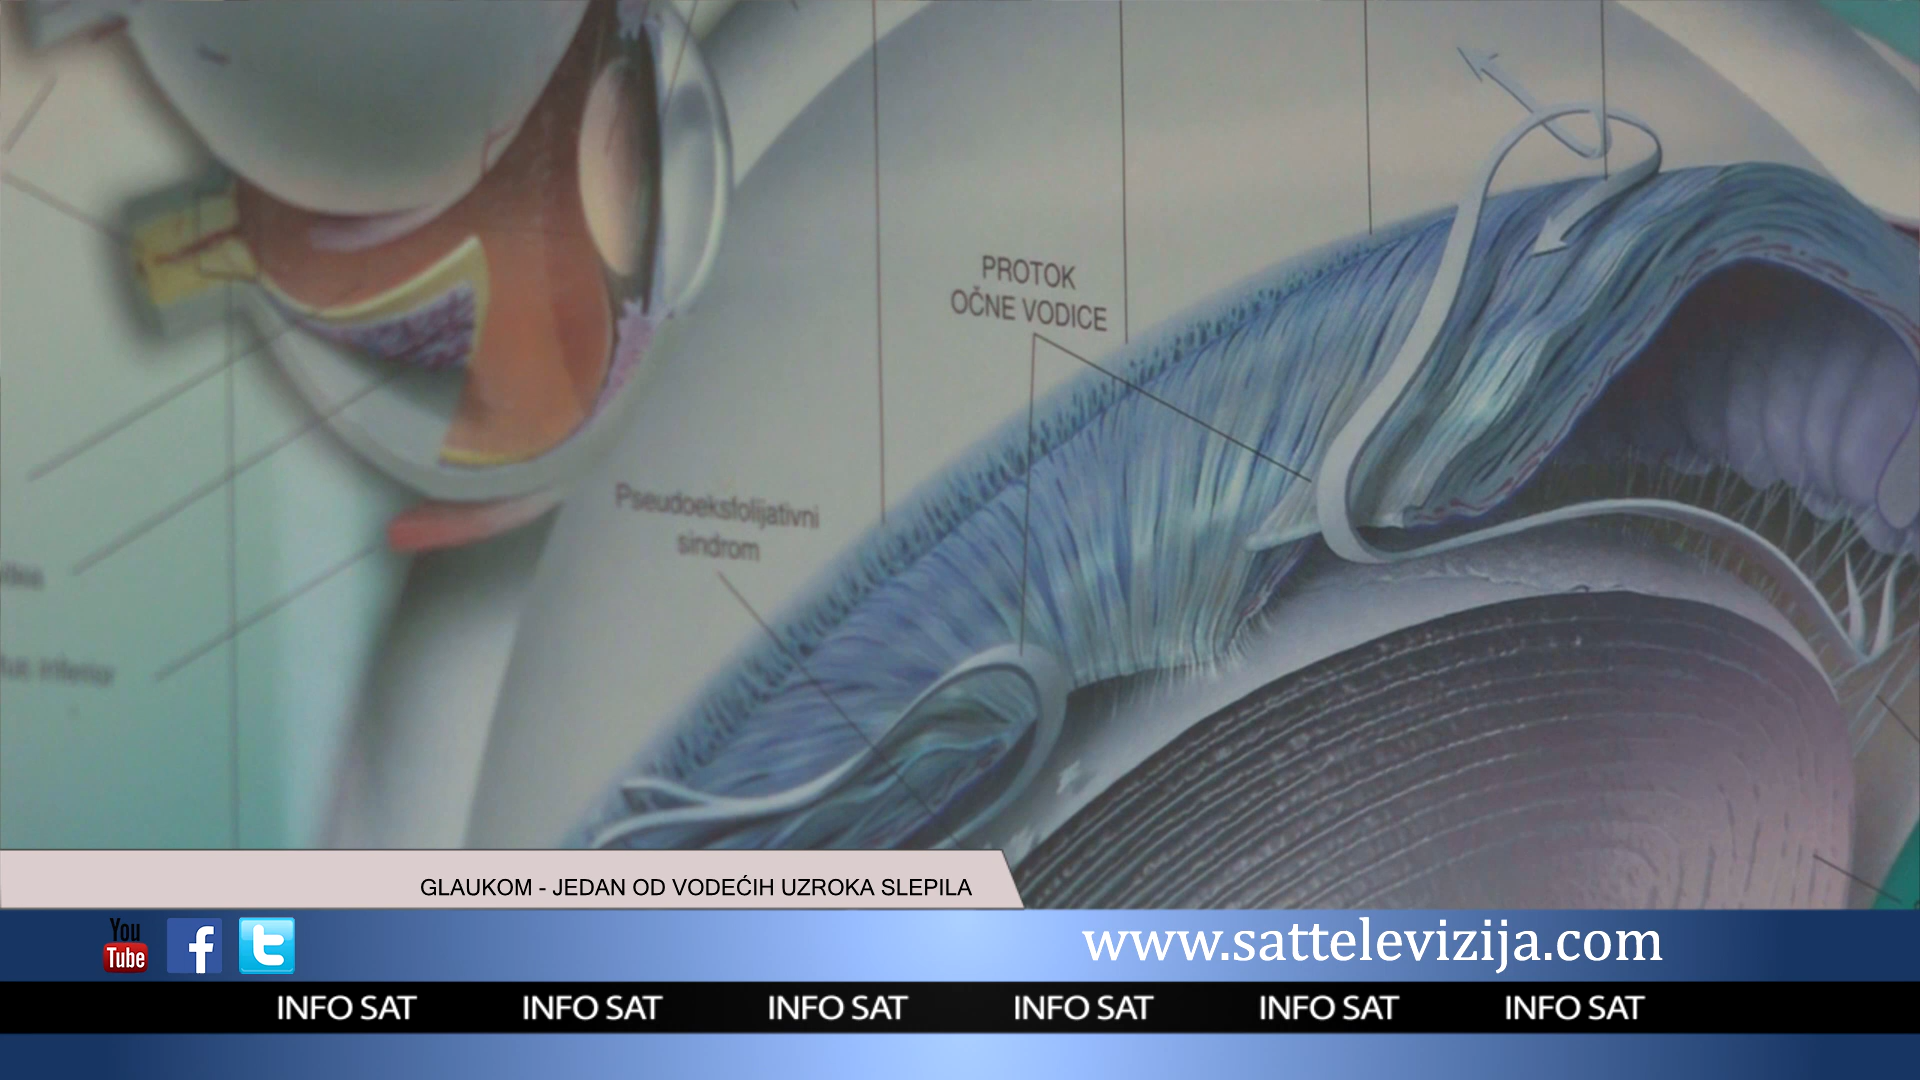 PROTOK
OČNE VODICE
Pseudoeksfolijativni
sindrom
inferior
GLAUKOM - JEDAN OD VODEĆIH UZROKA SLEPILA
You
Tube
f
t
www.sattelevizija.com
INFO SAT INFO SAT INFO SAT INFO SAT INFO SAT INFO SAT